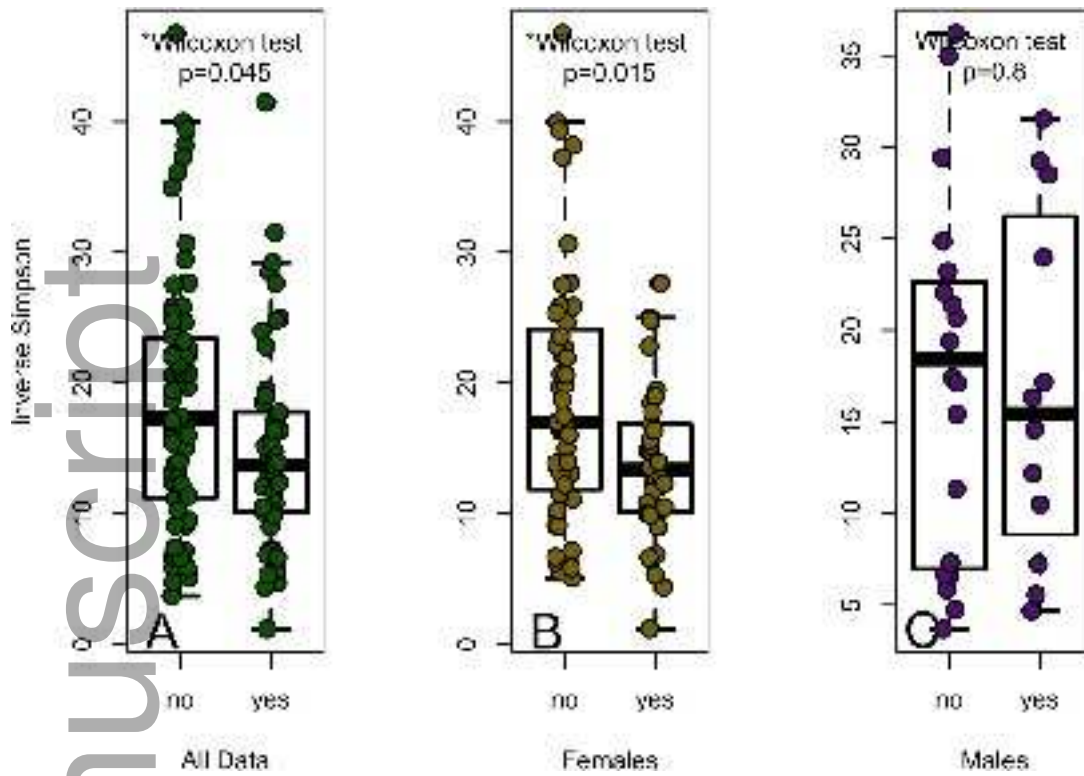 *Wilcoxon test
p=0.045
*Wilcoxon test
p=0.015
Wilcoxon test
p=0.8
Inverse Simpson
0
10
20
30
40
0
10
20
30
40
5
10
15
20
25
30
35
A
B
C
no yes
no yes
no yes
All Data
Females
Males
nuscript